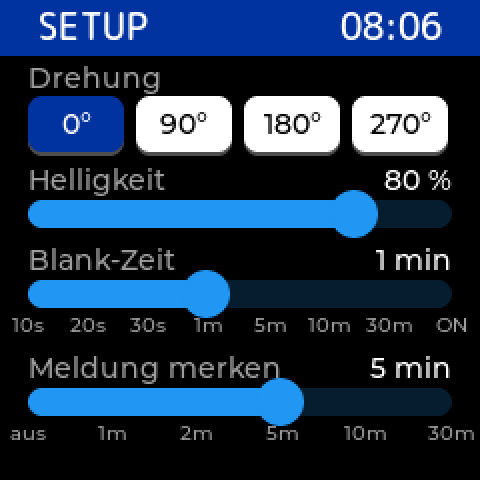 SETUP 08:06
Drehung
0° 90° 180° 270°
Helligkeit 80 %
Blank-Zeit 1 min
10s 20s 30s 1m 5m 10m 30m ON
Meldung merken 5 min
aus 1m 2m 5m 10m 30m